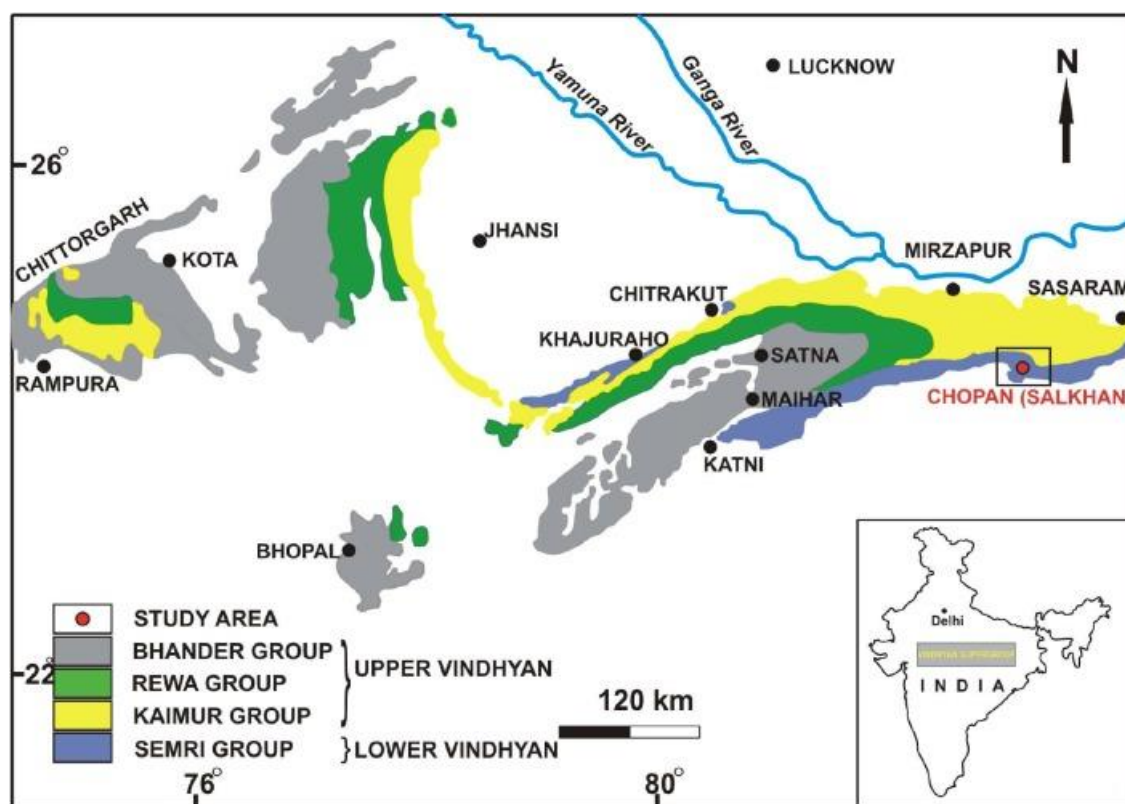 LUCKNOW
N
Yamuna River
Ganga River
26°
CHITTORGARH
KOTA
JHANSI
MIRZAPUR
CHITRAKUT
SASARAM
KHAJURAHO
SATNA
RAMPURA
MAIHAR
CHOPAN (SALKHAN
KATNI
BHOPAL
Delhi
INDIA
STUDY AREA
BHANDER GROUP
REWA GROUP
KAIMUR GROUP
UPPER VINDHYAN
SEMRI GROUP
LOWER VINDHYAN
120 km
22
76°
80°